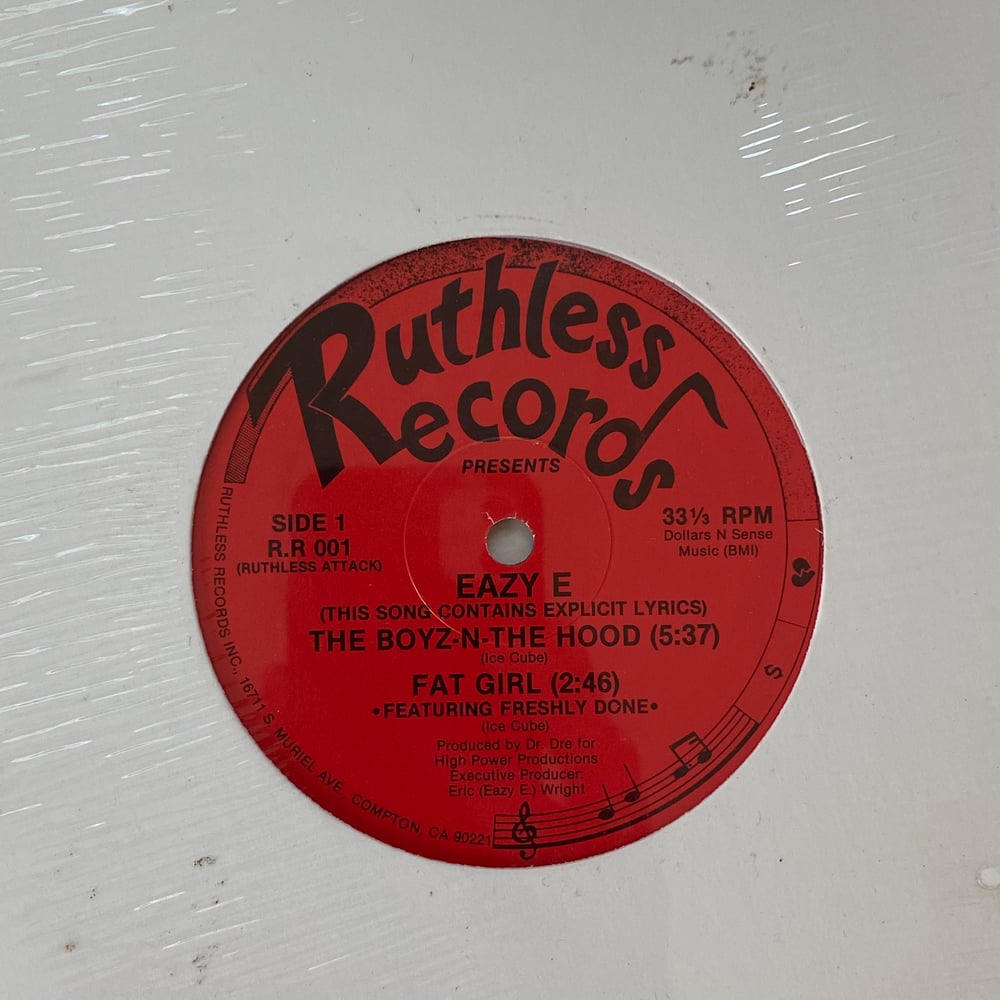 Ruthless
Records
PRESENTS
SIDE 1
R.R 001
(RUTHLESS ATTACK)
33⅓ RPM
Dollars N Sense
Music (BMI)
EAZY E
(THIS SONG CONTAINS EXPLICIT LYRICS)
THE BOYZ-N-THE HOOD (5:37)
(Ice Cube)
FAT GIRL (2:46)
•FEATURING FRESHLY DONE•
(Ice Cube)
Produced by Dr. Dre for
High Power Productions
Executive Producer:
Eric (Eazy E.) Wright
RUTHLESS RECORDS INC., 16711 S MURIEL AVE., COMPTON, CA 90221